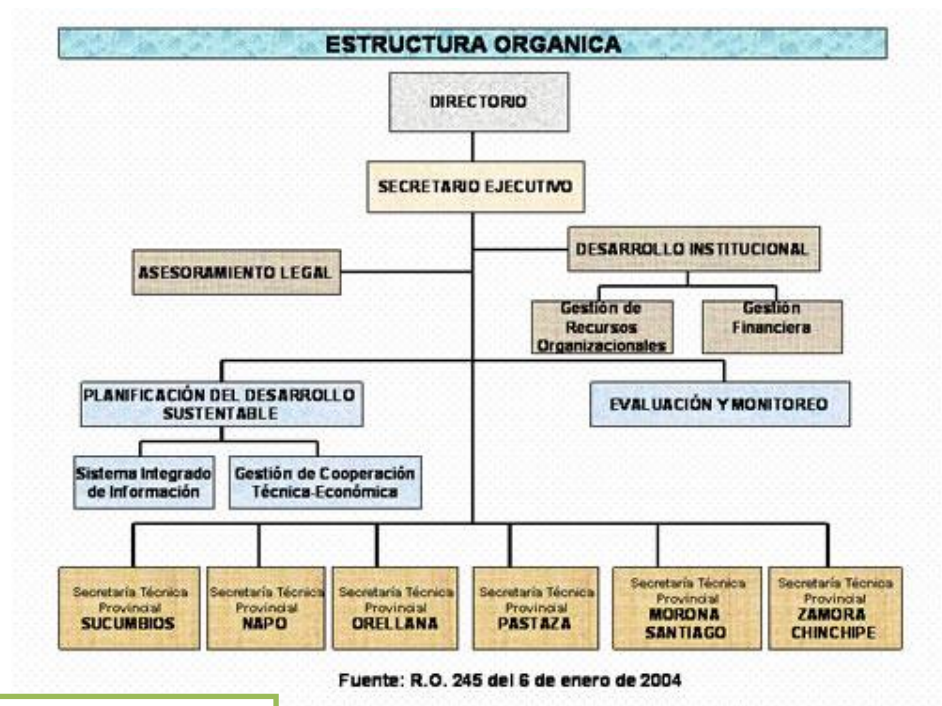 ESTRUCTURA ORGANICA
DIRECTORIO
SECRETARIO EJECUTIVO
DESARROLLO INSTITUCIONAL
ASESORAMIENTO LEGAL
Gestión de
Recursos
Organizacionales
Gestión
Financiera
PLANIFICACIÓN DEL DESARROLLO
SUSTENTABLE
EVALUACIÓN Y MONITOREO
Sistema Integrado
de Información
Gestión de Cooperación
Técnica-Económica
Secretaría Técnica
Provincial
SUCUMBIOS
Secretaría Técnica
Provincial
NAPO
Secretaría Técnica
Provincial
ORELLANA
Secretaría Técnica
Provincial
PASTAZA
Secretaría Técnica
Provincial
MORONA
SANTIAGO
Secretaría Técnica
Provincial
ZAMORA
CHINCHIPE
Fuente: R.O. 245 del 6 de enero de 2004